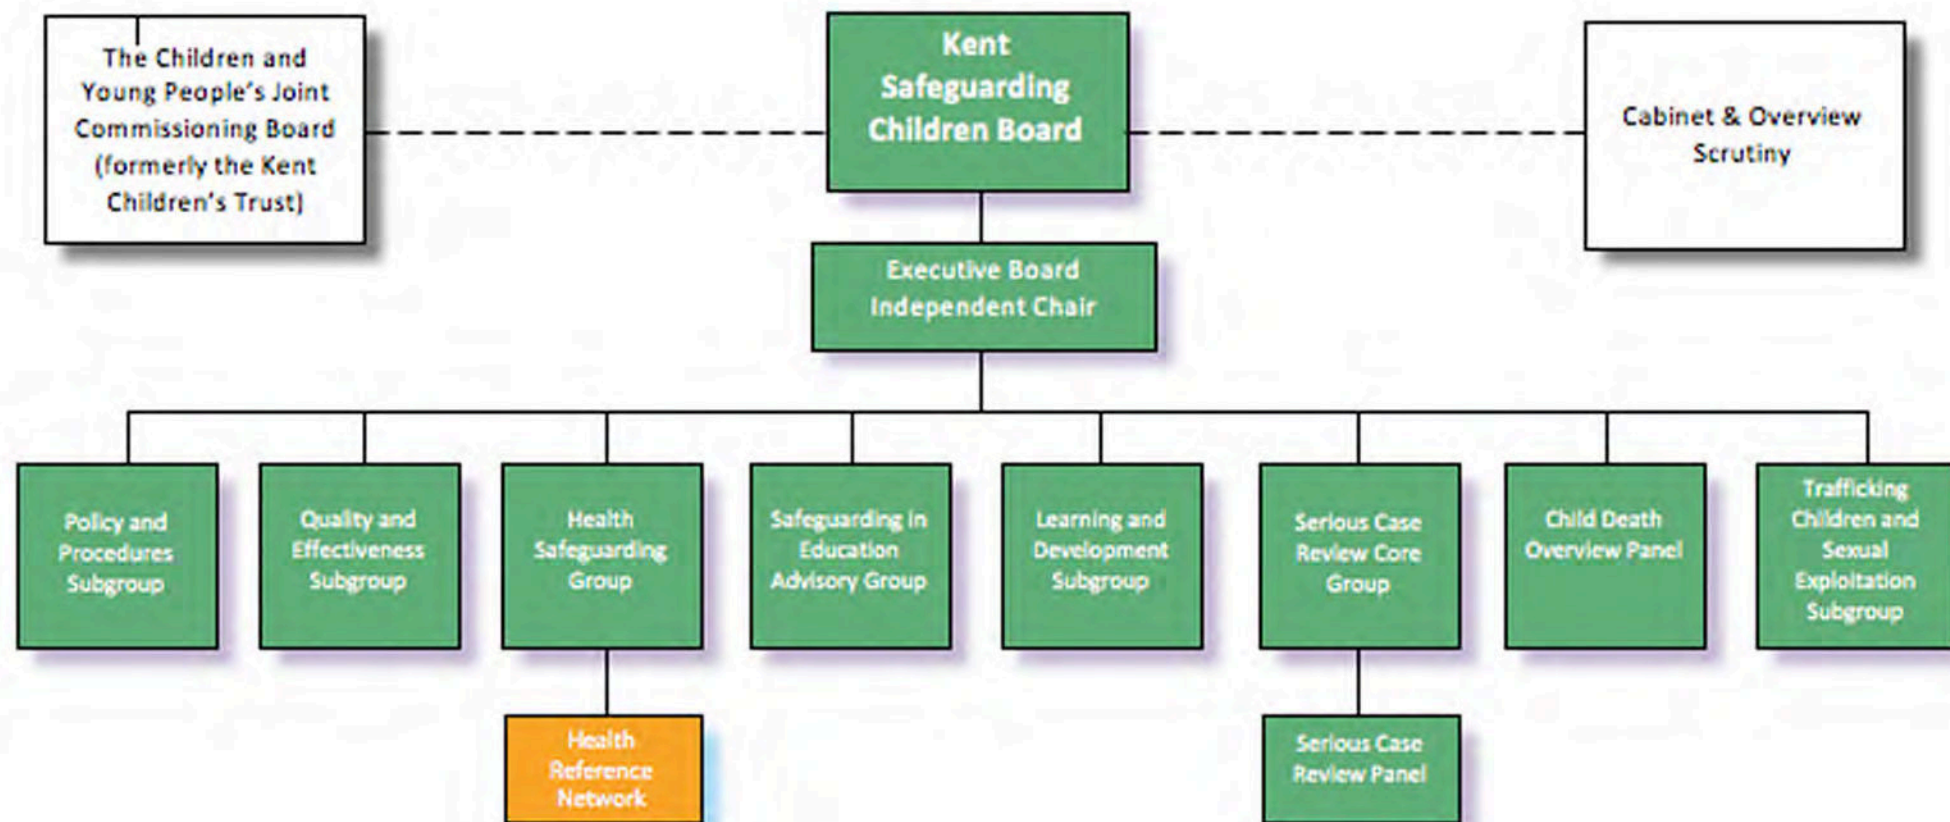 The Children and
Young People's Joint
Commissioning Board
(formerly the Kent
Children's Trust)
Kent
Safeguarding
Children Board
Cabinet & Overview
Scrutiny
Executive Board
Independent Chair
Policy and
Procedures
Subgroup
Quality and
Effectiveness
Subgroup
Health
Safeguarding
Group
Safeguarding in
Education
Advisory Group
Learning and
Development
Subgroup
Serious Case
Review Core
Group
Child Death
Overview Panel
Trafficking
Children and
Sexual
Exploitation
Subgroup
Health
Reference
Network
Serious Case
Review Panel